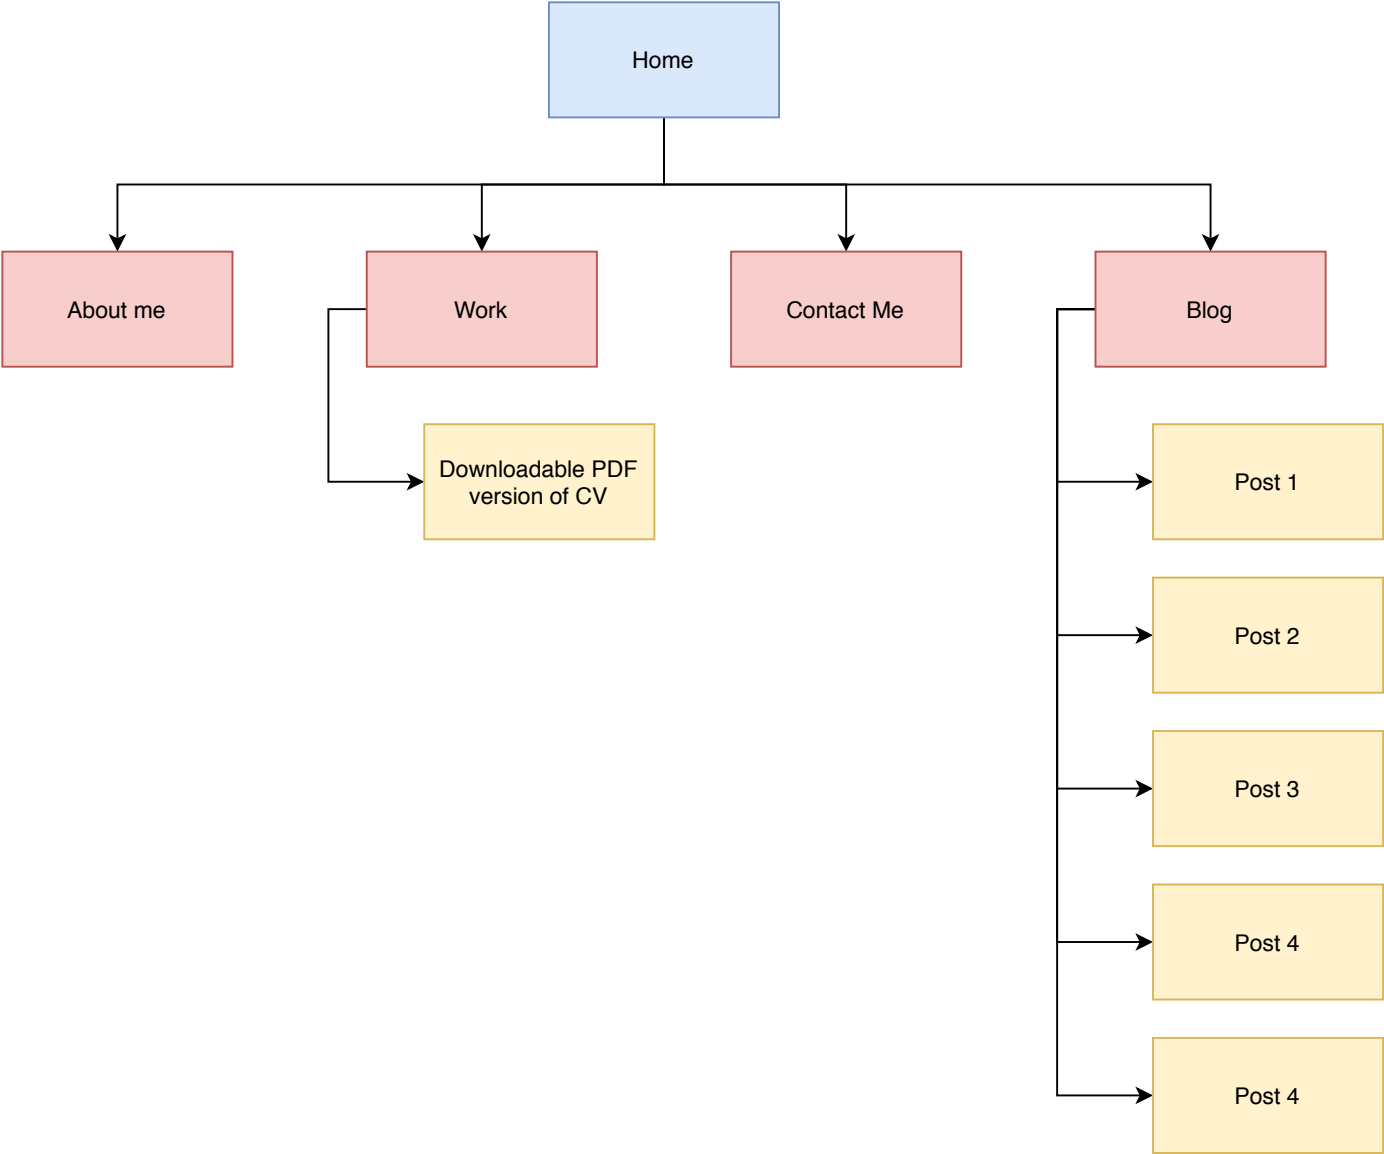 Home
About me
Work
Contact Me
Blog
Downloadable PDF
version of CV
Post 1
Post 2
Post 3
Post 4
Post 4